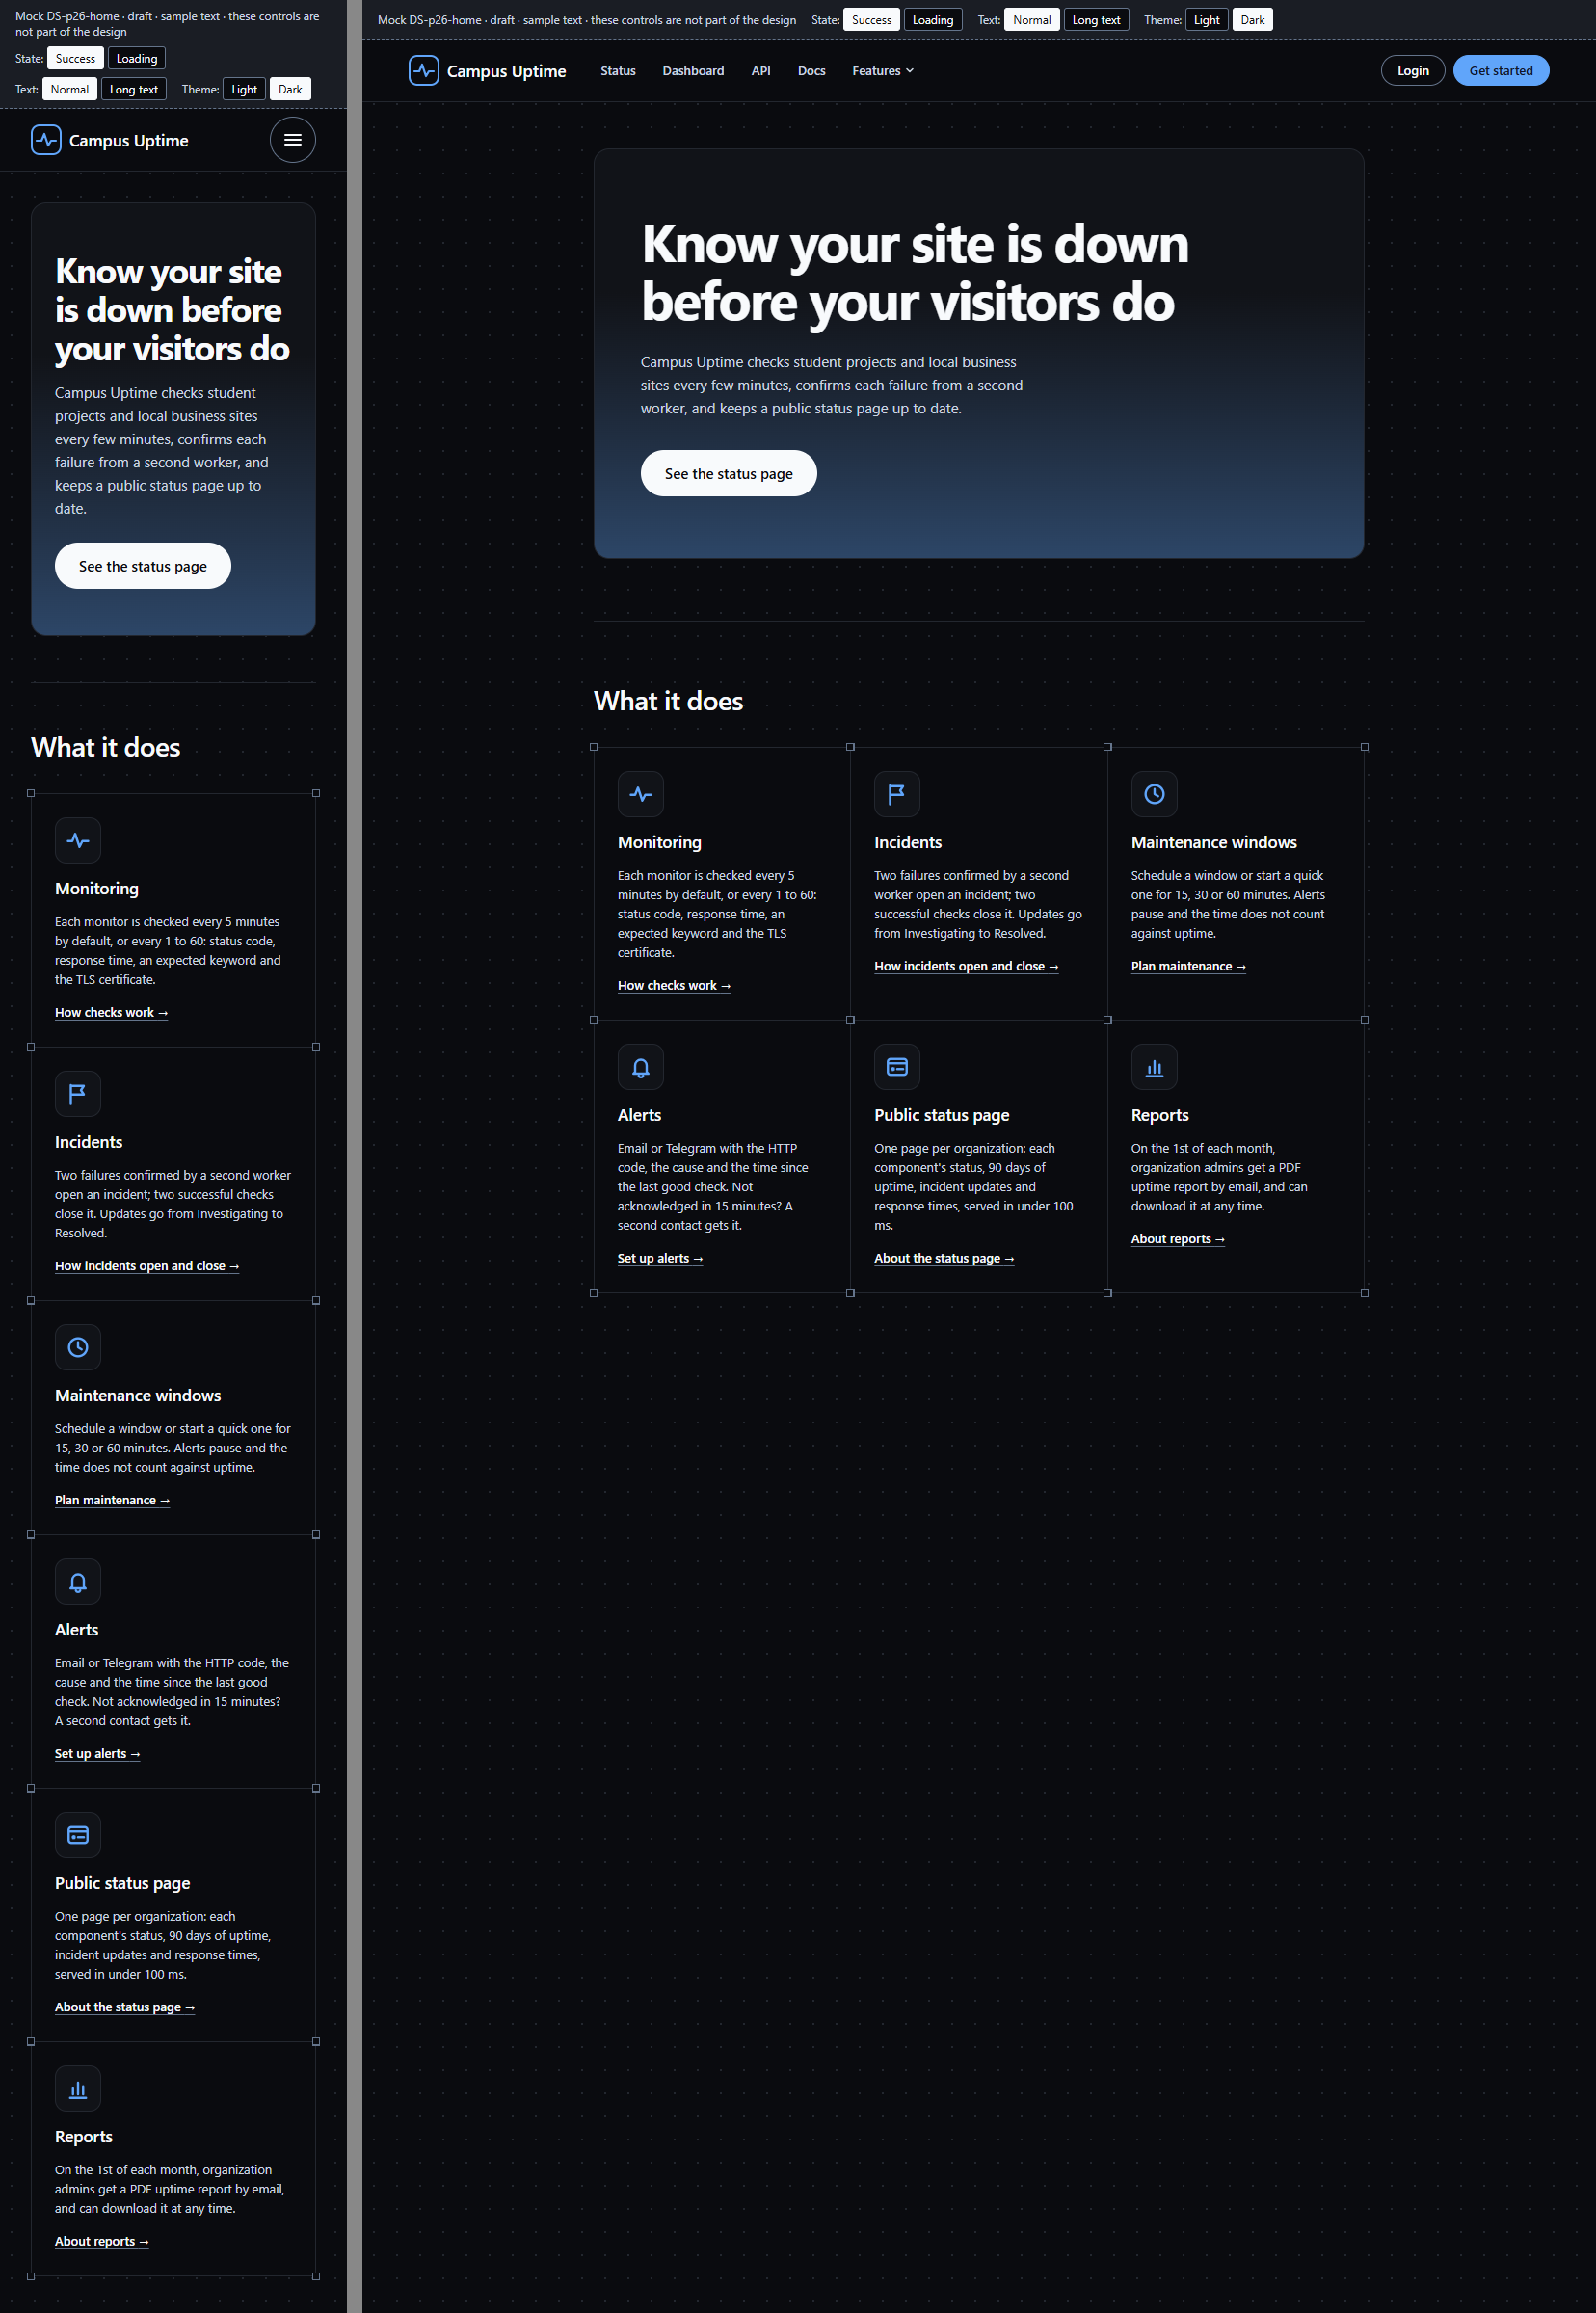 Mock DS-p26-home · draft · sample text · these controls are
not part of the design
State: Success Loading
Text: Normal Long text Theme: Light Dark
Campus Uptime
Know your site
is down before
your visitors do
Campus Uptime checks student
projects and local business sites
every few minutes, confirms each
failure from a second worker, and
keeps a public status page up to
date.
See the status page
What it does
Monitoring
Each monitor is checked every 5 minutes
by default, or every 1 to 60: status code,
response time, an expected keyword and
the TLS certificate.
How checks work →
Incidents
Two failures confirmed by a second worker
open an incident; two successful checks
close it. Updates go from Investigating to
Resolved.
How incidents open and close →
Maintenance windows
Schedule a window or start a quick one for
15, 30 or 60 minutes. Alerts pause and the
time does not count against uptime.
Plan maintenance →
Alerts
Email or Telegram with the HTTP code, the
cause and the time since the last good
check. Not acknowledged in 15 minutes?
A second contact gets it.
Set up alerts →
Public status page
One page per organization: each
component's status, 90 days of uptime,
incident updates and response times,
served in under 100 ms.
About the status page →
Reports
On the 1st of each month, organization
admins get a PDF uptime report by email,
and can download it at any time.
About reports →
Mock DS-p26-home · draft · sample text · these controls are not part of the design State: Success Loading Text: Normal Long text Theme: Light Dark
Campus Uptime Status Dashboard API Docs Features Login Get started
Know your site is down
before your visitors do
Campus Uptime checks student projects and local business
sites every few minutes, confirms each failure from a second
worker, and keeps a public status page up to date.
See the status page
What it does
Monitoring
Each monitor is checked every 5
minutes by default, or every 1 to 60:
status code, response time, an
expected keyword and the TLS
certificate.
How checks work →
Incidents
Two failures confirmed by a second
worker open an incident; two
successful checks close it. Updates go
from Investigating to Resolved.
How incidents open and close →
Maintenance windows
Schedule a window or start a quick
one for 15, 30 or 60 minutes. Alerts
pause and the time does not count
against uptime.
Plan maintenance →
Alerts
Email or Telegram with the HTTP
code, the cause and the time since
the last good check. Not
acknowledged in 15 minutes? A
second contact gets it.
Set up alerts →
Public status page
One page per organization: each
component's status, 90 days of
uptime, incident updates and
response times, served in under 100
ms.
About the status page →
Reports
On the 1st of each month,
organization admins get a PDF
uptime report by email, and can
download it at any time.
About reports →